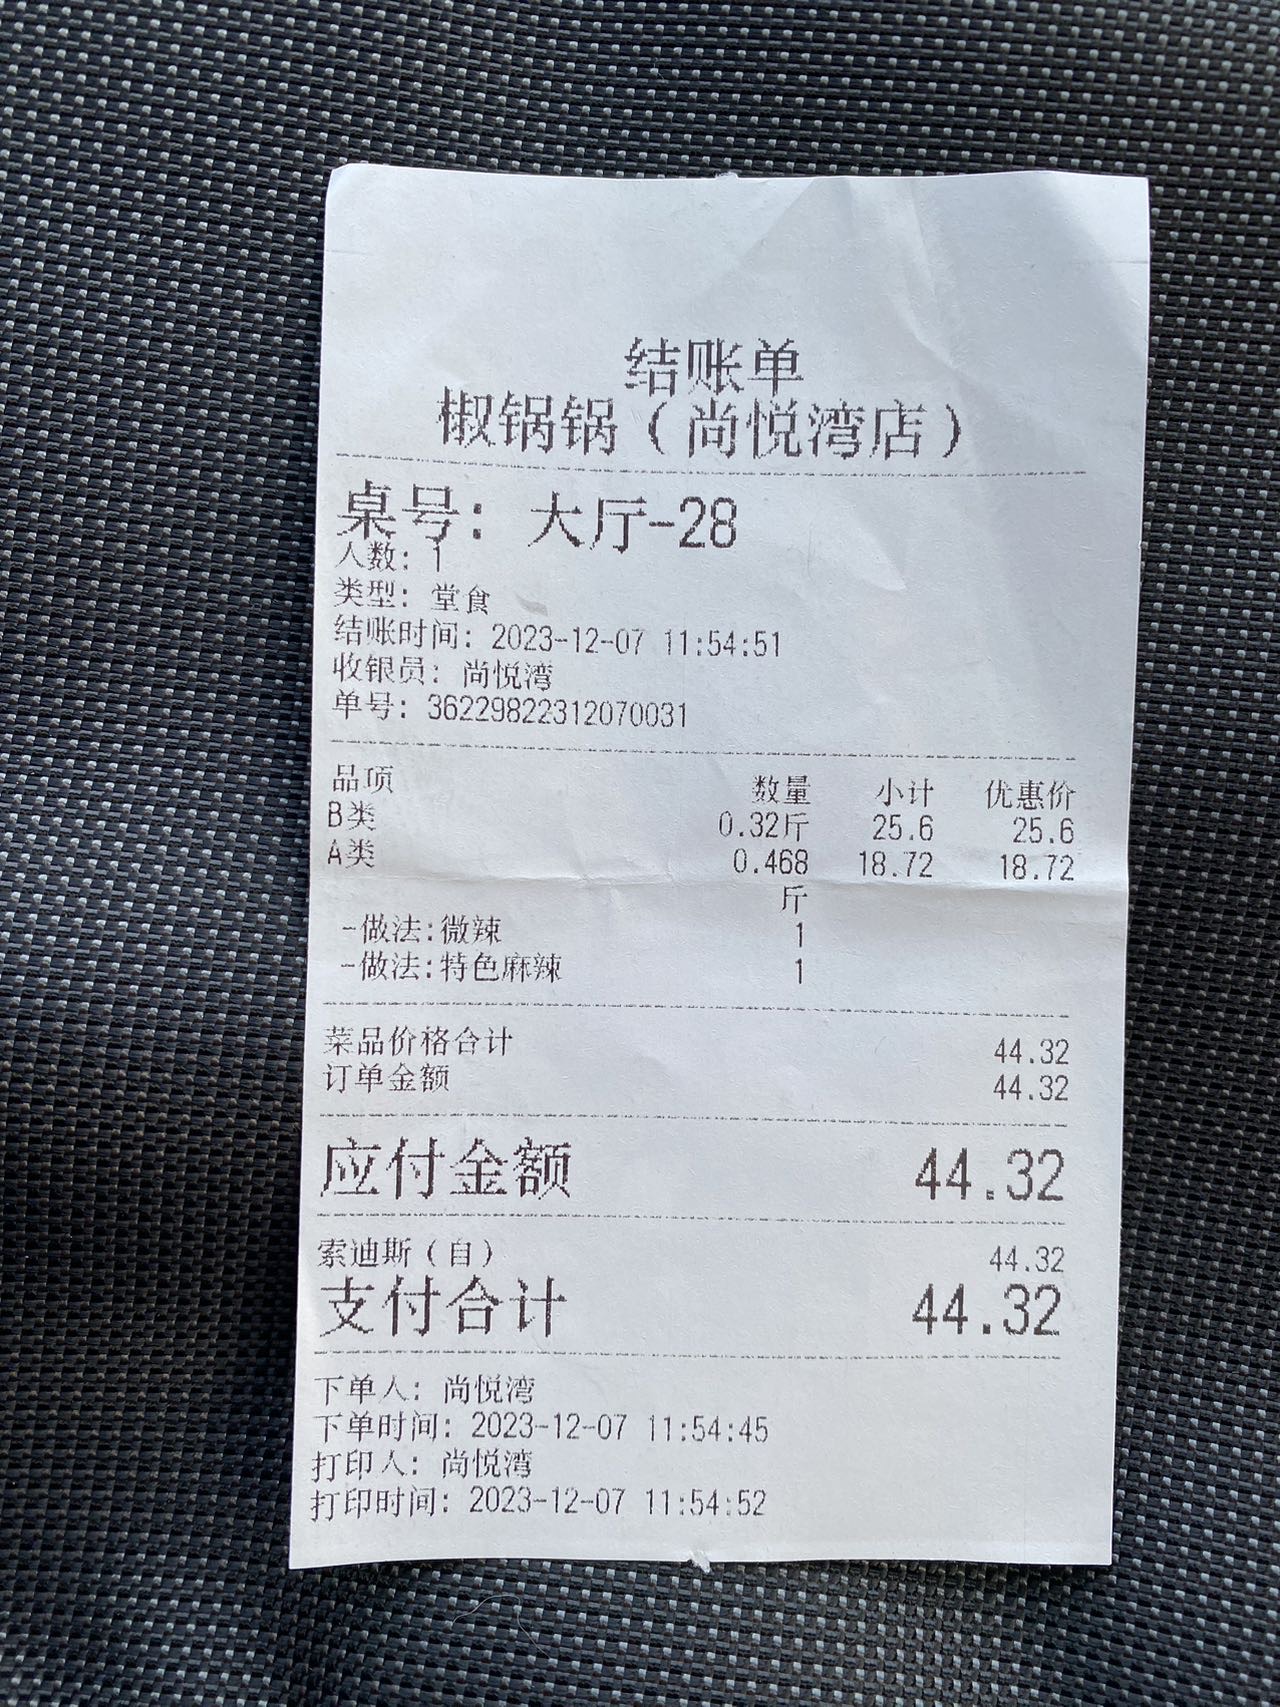 结账单
椒锅锅(尚悦湾店)
桌号: 大厅-28
人数: 1
类型: 堂食
结账时间: 2023-12-07 11:54:51
收银员: 尚悦湾
单号: 36229822312070031
品项 数量 小计 优惠价
B类 0.32斤 25.6 25.6
A类 0.468 18.72 18.72
斤
-做法:微辣 1
-做法:特色麻辣 1
菜品价格合计 44.32
订单金额 44.32
应付金额 44.32
索迪斯(自) 44.32
支付合计 44.32
下单人: 尚悦湾
下单时间: 2023-12-07 11:54:45
打印人: 尚悦湾
打印时间: 2023-12-07 11:54:52